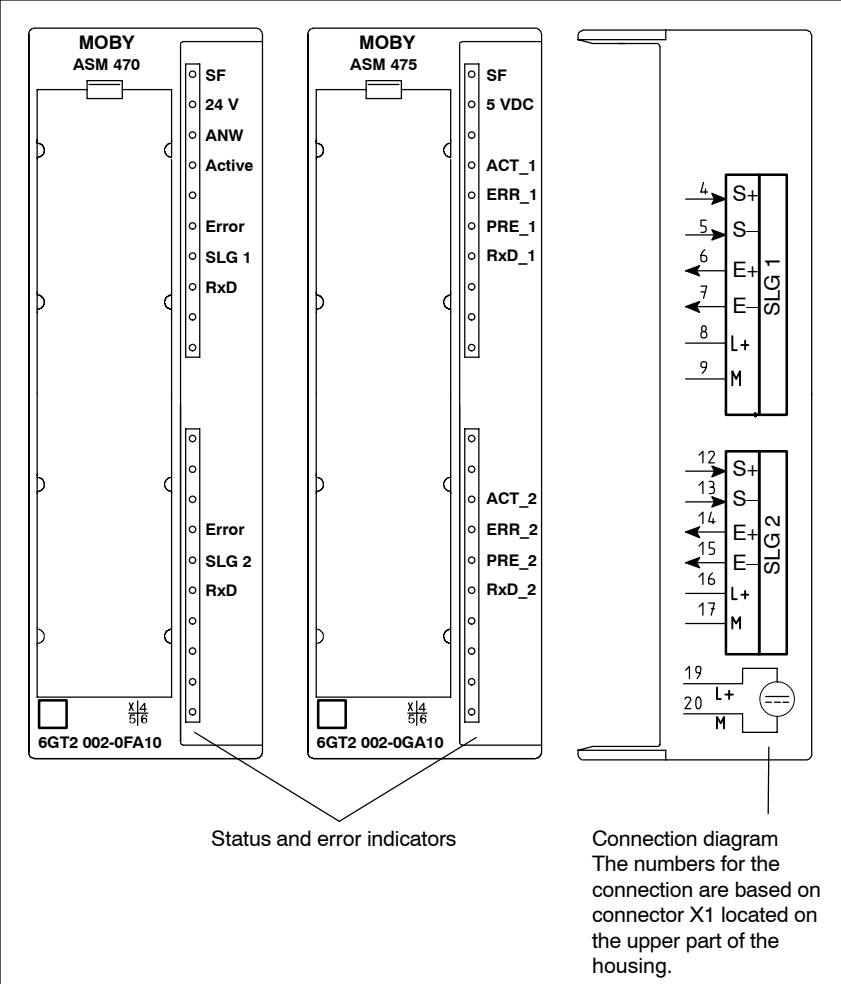 MOBY
ASM 470
SF
24 V
ANW
Active
Error
SLG 1
RxD
Error
SLG 2
RxD
X 4
5 6
6GT2 002-0FA10
MOBY
ASM 475
SF
5 VDC
ACT_1
ERR_1
PRE_1
RxD_1
ACT_2
ERR_2
PRE_2
RxD_2
X 4
5 6
6GT2 002-0GA10
4 S+
5 S–
6 E+
7 E–
8 L+
9 M
SLG 1
12 S+
13 S–
14 E+
15 E–
16 L+
17 M
SLG 2
19 L+
20 M
Status and error indicators
Connection diagram
The numbers for the
connection are based on
connector X1 located on
the upper part of the
housing.